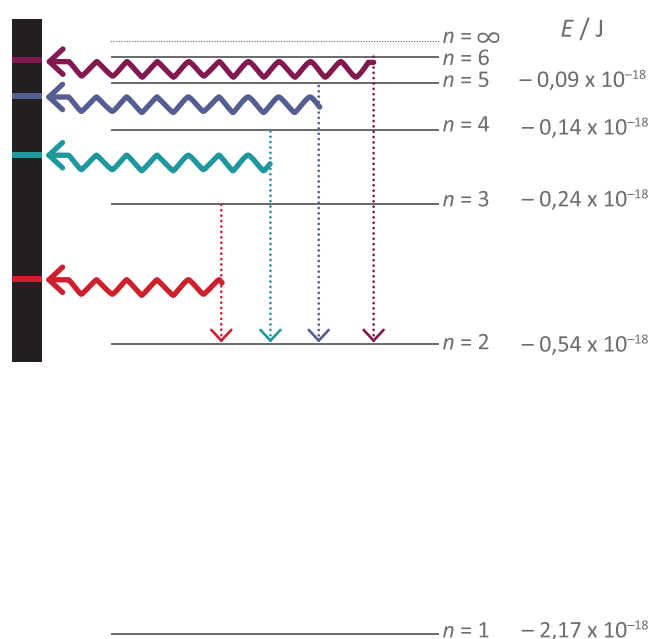 E / J
n = ∞
n = 6
n = 5 – 0,09 x 10⁻¹⁸
n = 4 – 0,14 x 10⁻¹⁸
n = 3 – 0,24 x 10⁻¹⁸
n = 2 – 0,54 x 10⁻¹⁸
n = 1 – 2,17 x 10⁻¹⁸